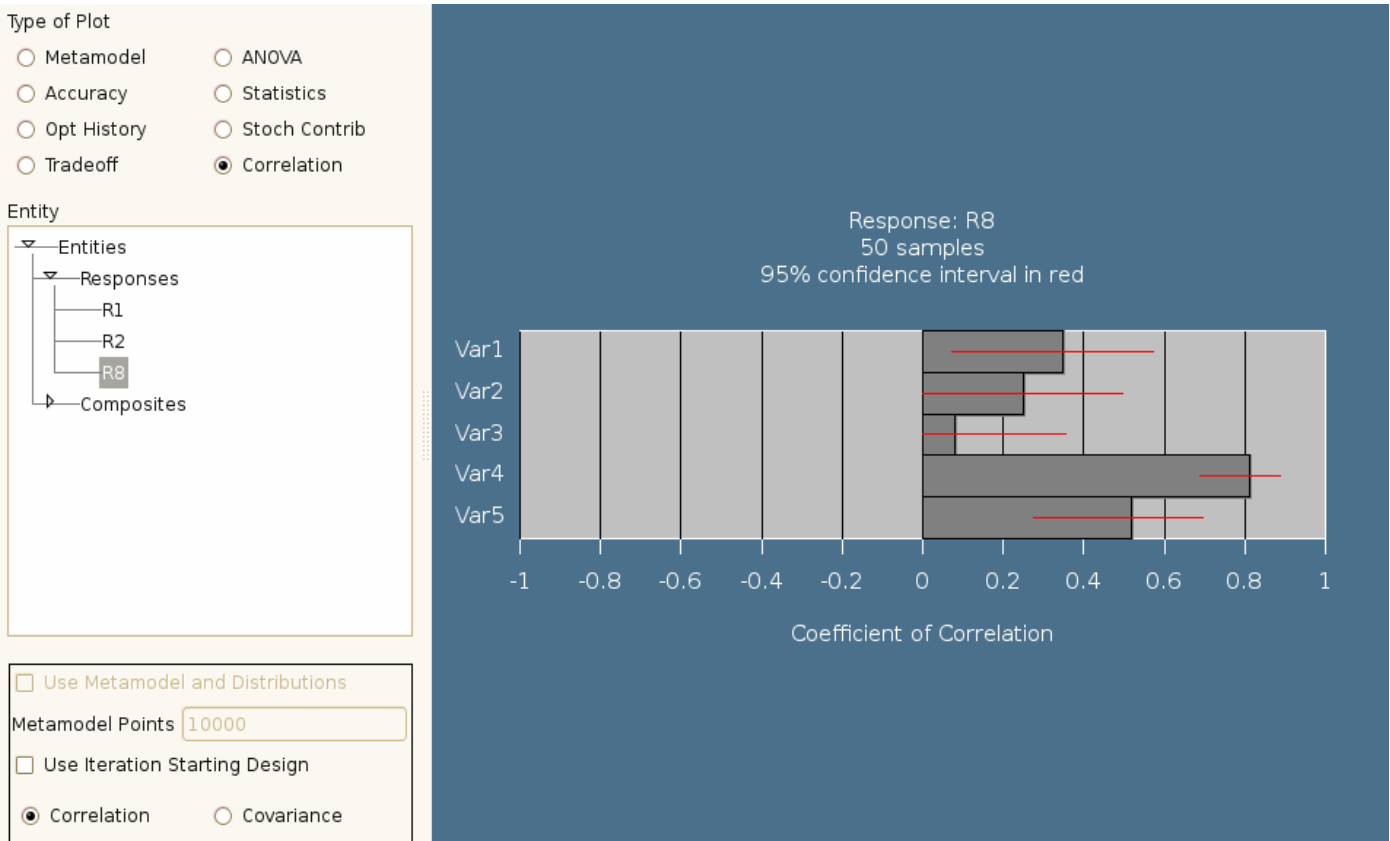 Type of Plot
Metamodel
ANOVA
Accuracy
Statistics
Opt History
Stoch Contrib
Tradeoff
Correlation
Entity
Entities
Responses
R1
R2
R8
Composites
Use Metamodel and Distributions
Metamodel Points 10000
Use Iteration Starting Design
Correlation
Covariance
Response: R8
50 samples
95% confidence interval in red
Var1
Var2
Var3
Var4
Var5
-1 -0.8 -0.6 -0.4 -0.2 0 0.2 0.4 0.6 0.8 1
Coefficient of Correlation